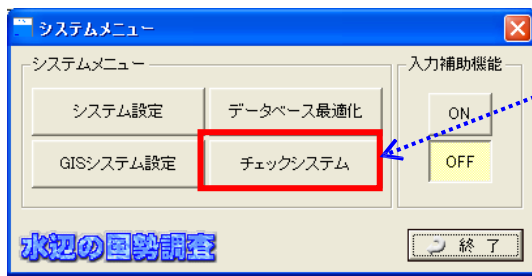 システムメニュー
システムメニュー
入力補助機能
システム設定
データベース最適化
ON
GISシステム設定
チェックシステム
OFF
水辺の国勢調査
終 了